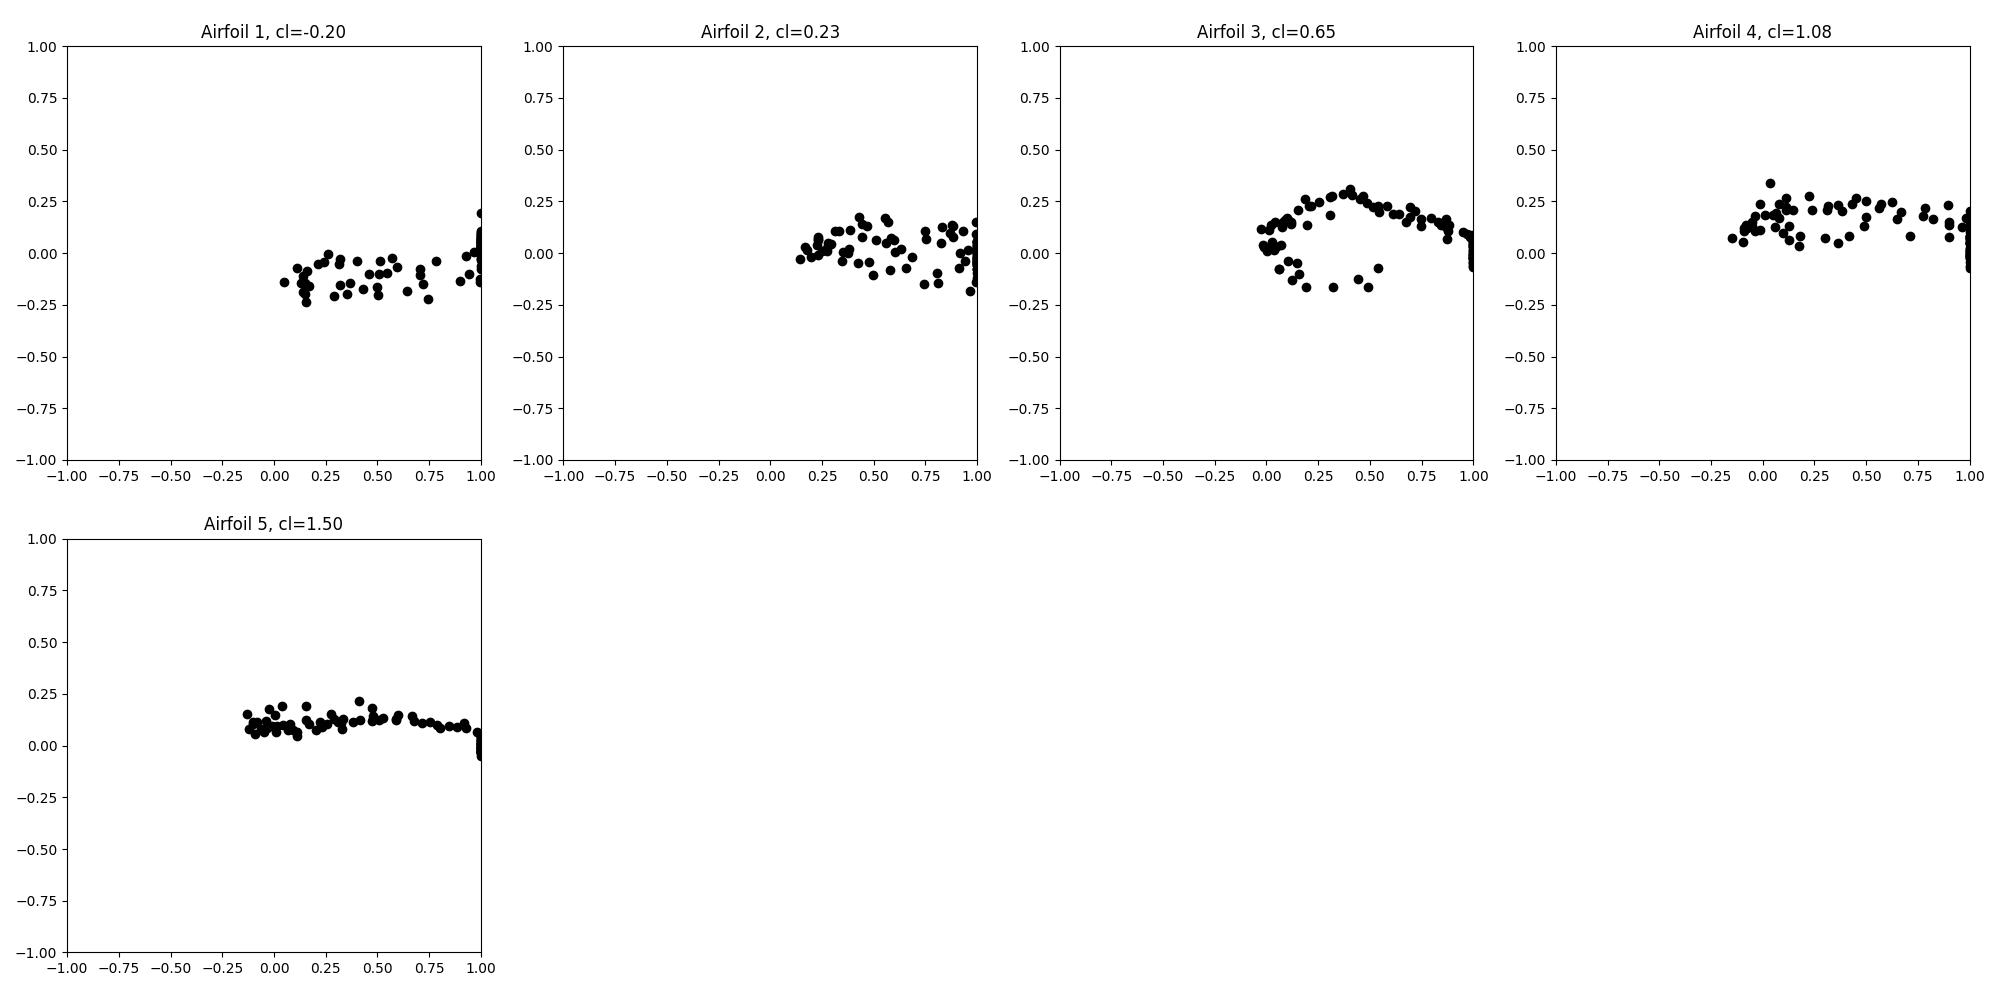 Airfoil 1, cl=-0.20
Airfoil 2, cl=0.23
Airfoil 3, cl=0.65
Airfoil 4, cl=1.08
1.00 1.00 1.00 1.00
0.75 0.75 0.75 0.75
0.50 0.50 0.50 0.50
0.25 0.25 0.25 0.25
0.00 0.00 0.00 0.00
−0.25 −0.25 −0.25 −0.25
−0.50 −0.50 −0.50 −0.50
−0.75 −0.75 −0.75 −0.75
−1.00 −1.00 −1.00 −1.00
−1.00 −0.75 −0.50 −0.25 0.00 0.25 0.50 0.75 1.00
−1.00 −0.75 −0.50 −0.25 0.00 0.25 0.50 0.75 1.00
−1.00 −0.75 −0.50 −0.25 0.00 0.25 0.50 0.75 1.00
−1.00 −0.75 −0.50 −0.25 0.00 0.25 0.50 0.75 1.00
Airfoil 5, cl=1.50
1.00
0.75
0.50
0.25
0.00
−0.25
−0.50
−0.75
−1.00
−1.00 −0.75 −0.50 −0.25 0.00 0.25 0.50 0.75 1.00